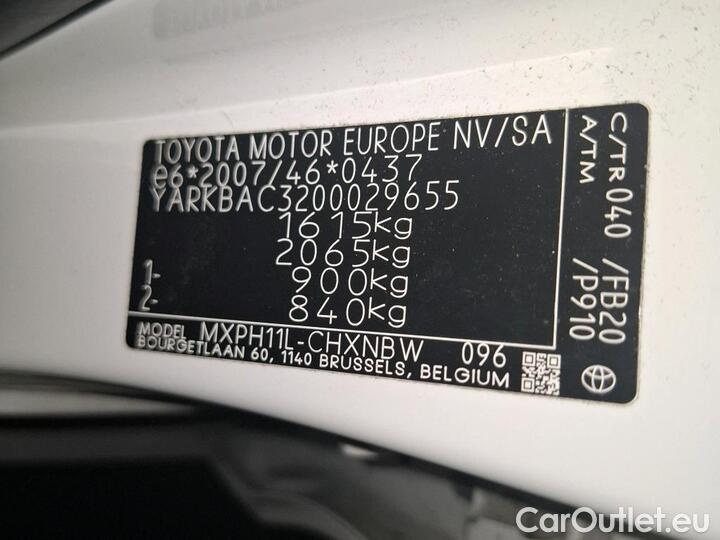 TOYOTA MOTOR EUROPE NV/SA
e6*2007/46*0437
YARKBAC3200029655
1615kg
2065kg
1- 900kg
2- 840kg
MODEL MXPH11L-CHXNBW 096
BOURGETLAAN 60, 1140 BRUSSELS, BELGIUM
C/TR 040 /FB20
A/TM /P910
CarOutlet.eu